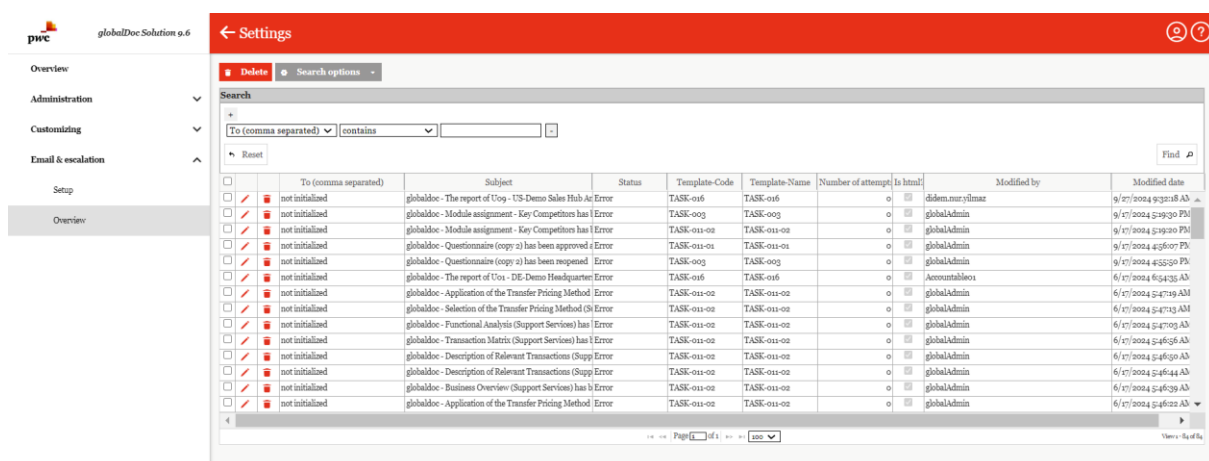 pwc
globalDoc Solution 9.6
Settings
Overview
Administration
Customizing
Email & escalation
Setup
Overview
Delete
Search options
Search
+
To (comma separated) contains -
Reset
Find
To (comma separated) Subject Status Template-Code Template-Name Number of attempt: Is html? Modified by Modified date
not initialized globaldoc - The report of U09 - US-Demo Sales Hub Error TASK-016 TASK-016 0 didem.nur.yilmaz 9/27/2024 9:32:18 AM
not initialized globaldoc - Module assignment - Key Competitors has Error TASK-003 TASK-003 0 globalAdmin 9/17/2024 5:19:30 PM
not initialized globaldoc - Module assignment - Key Competitors has Error TASK-011-02 TASK-011-02 0 globalAdmin 9/17/2024 5:19:20 PM
not initialized globaldoc - Questionnaire (copy 2) has been approved Error TASK-011-01 TASK-011-01 0 globalAdmin 9/17/2024 4:56:07 PM
not initialized globaldoc - Questionnaire (copy 2) has been reopened Error TASK-003 TASK-003 0 globalAdmin 9/17/2024 4:55:50 PM
not initialized globaldoc - The report of U01 - DE-Demo Headquarter Error TASK-016 TASK-016 0 Accountable01 6/17/2024 6:54:35 AM
not initialized globaldoc - Application of the Transfer Pricing Method Error TASK-011-02 TASK-011-02 0 globalAdmin 6/17/2024 5:47:19 AM
not initialized globaldoc - Selection of the Transfer Pricing Method Error TASK-011-02 TASK-011-02 0 globalAdmin 6/17/2024 5:47:13 AM
not initialized globaldoc - Functional Analysis (Support Services) has Error TASK-011-02 TASK-011-02 0 globalAdmin 6/17/2024 5:47:03 AM
not initialized globaldoc - Transaction Matrix (Support Services) has Error TASK-011-02 TASK-011-02 0 globalAdmin 6/17/2024 5:46:56 AM
not initialized globaldoc - Description of Relevant Transactions (Supp Error TASK-011-02 TASK-011-02 0 globalAdmin 6/17/2024 5:46:50 AM
not initialized globaldoc - Description of Relevant Transactions (Supp Error TASK-011-02 TASK-011-02 0 globalAdmin 6/17/2024 5:46:44 AM
not initialized globaldoc - Business Overview (Support Services) has b Error TASK-011-02 TASK-011-02 0 globalAdmin 6/17/2024 5:46:39 AM
not initialized globaldoc - Application of the Transfer Pricing Method Error TASK-011-02 TASK-011-02 0 globalAdmin 6/17/2024 5:46:22 AM
Page 1 of 1 100
View 1 - 84 of 84